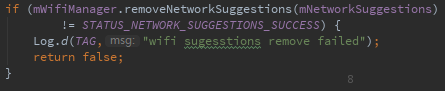 if (mWifiManager.removeNetworkSuggestions(mNetworkSuggestions)
!= STATUS_NETWORK_SUGGESTIONS_SUCCESS) {
Log.d(TAG, msg: "wifi sugesstions remove failed");
return false;
}
8